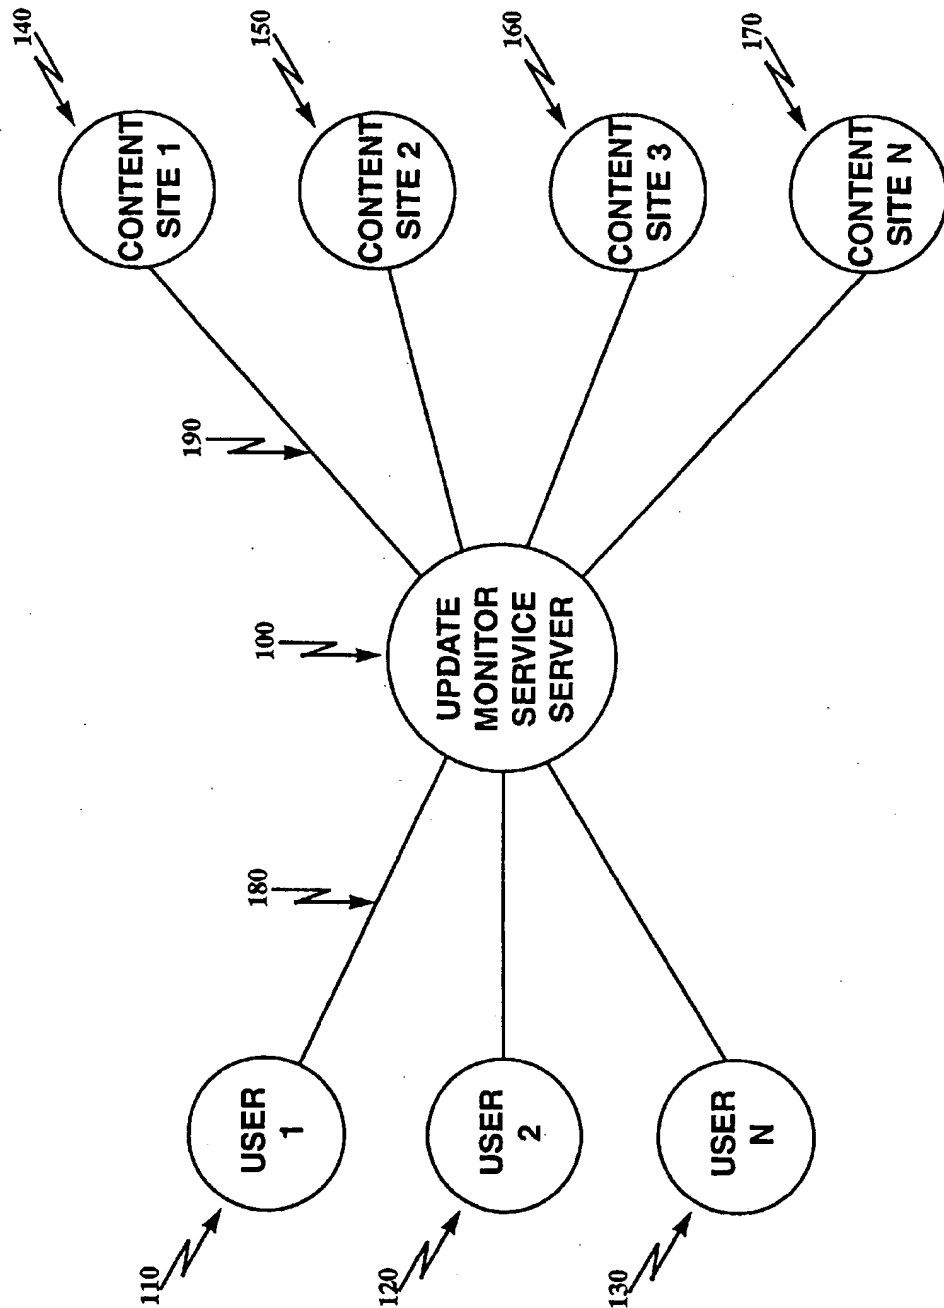 110
USER
1
120
USER
2
130
USER
N
180
100
UPDATE
MONITOR
SERVICE
SERVER
190
140
CONTENT
SITE 1
150
CONTENT
SITE 2
160
CONTENT
SITE 3
170
CONTENT
SITE N